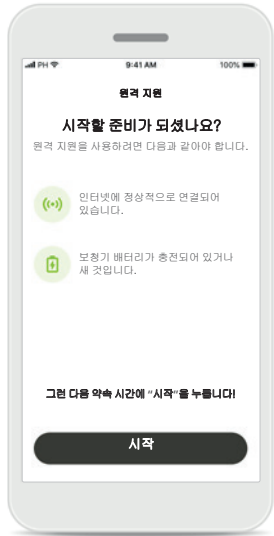 PH 9:41 AM 100%
원격 지원
시작할 준비가 되셨나요?
원격 지원을 사용하려면 다음과 같아야 합니다.
인터넷에 정상적으로 연결되어
있습니다.
보청기 배터리가 충전되어 있거나
새 것입니다.
그런 다음 약속 시간에 "시작"을 누릅니다!
시작